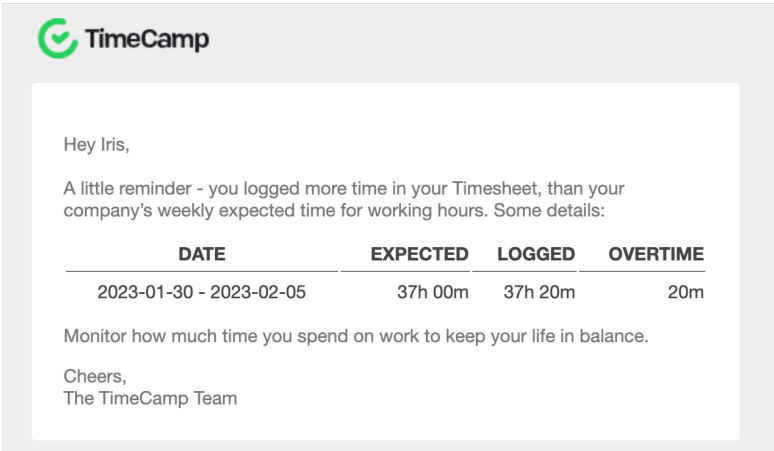 TimeCamp
Hey Iris,
A little reminder - you logged more time in your Timesheet, than your
company's weekly expected time for working hours. Some details:
DATE EXPECTED LOGGED OVERTIME
2023-01-30 - 2023-02-05 37h 00m 37h 20m 20m
Monitor how much time you spend on work to keep your life in balance.
Cheers,
The TimeCamp Team